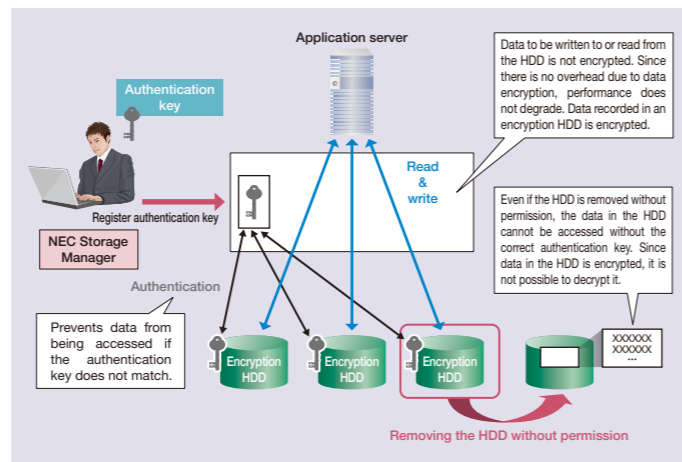 Application server
Data to be written to or read from
the HDD is not encrypted. Since
there is no overhead due to data
encryption, performance does
not degrade. Data recorded in an
encryption HDD is encrypted.
Authentication
key
Read
&
write
Register authentication key
NEC Storage
Manager
Even if the HDD is removed without
permission, the data in the HDD
cannot be accessed without the
correct authentication key. Since
data in the HDD is encrypted, it is
not possible to decrypt it.
Authentication
Prevents data from
being accessed if
the authentication
key does not match.
Encryption
HDD
Encryption
HDD
Encryption
HDD
XXXXXX
XXXXXX
...
Removing the HDD without permission